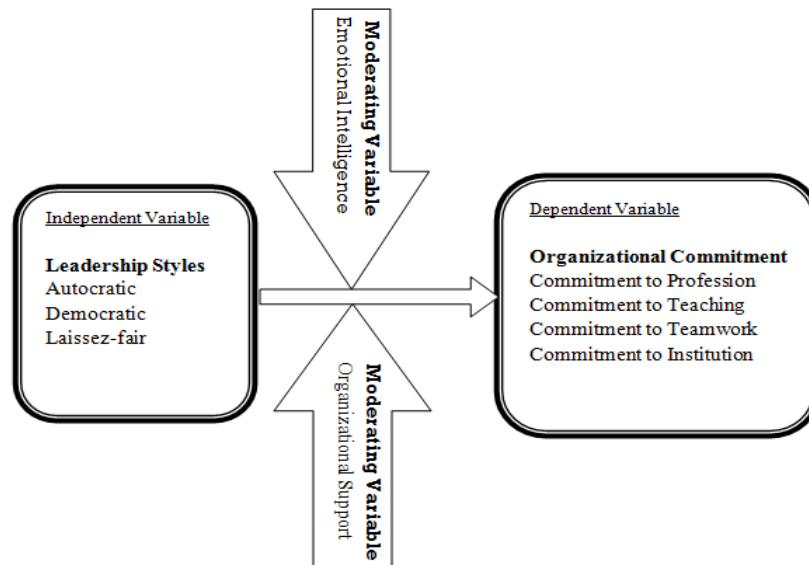 Moderating Variable
Emotional Intelligence
Independent Variable
Leadership Styles
Autocratic
Democratic
Laissez-fair
Dependent Variable
Organizational Commitment
Commitment to Profession
Commitment to Teaching
Commitment to Teamwork
Commitment to Institution
Moderating Variable
Organizational Support